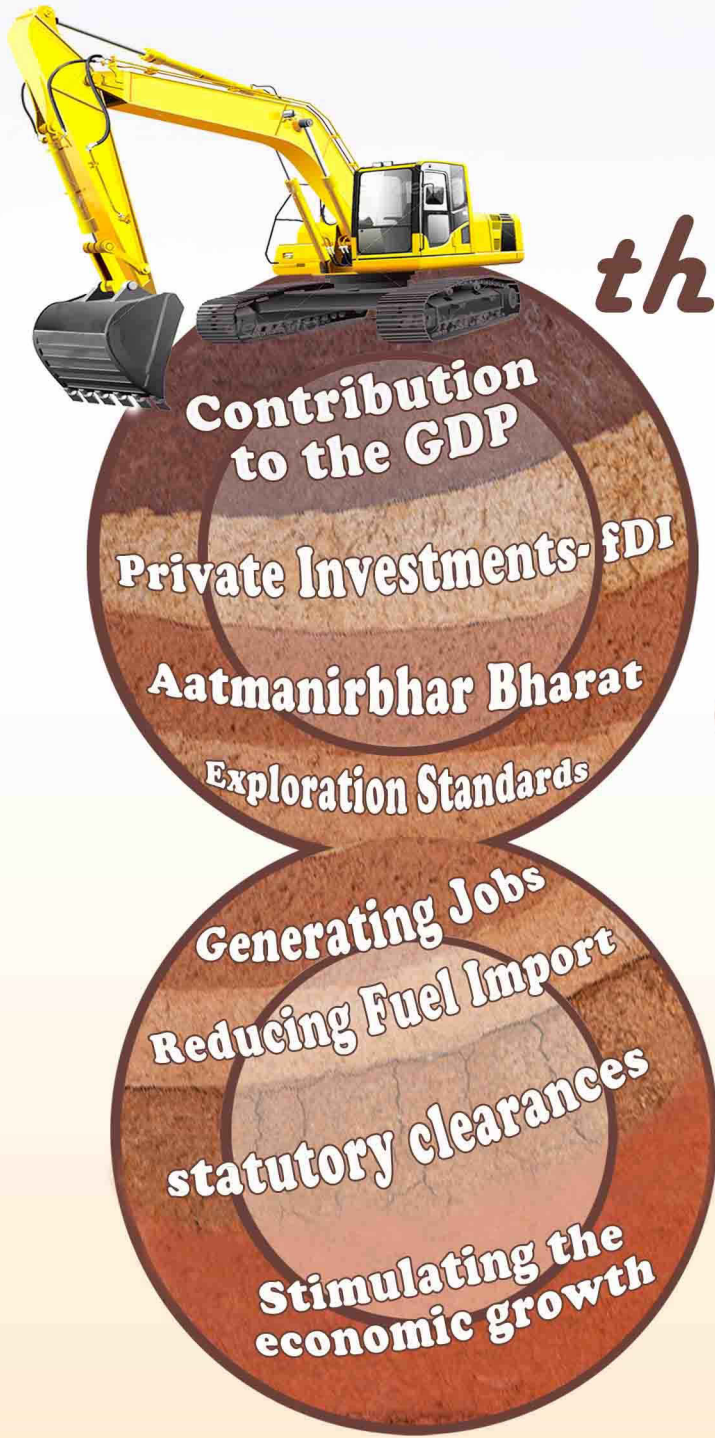 th
Contribution
to the GDP
Private Investments- fDI
Aatmanirbhar Bharat
Exploration Standards
Generating Jobs
Reducing Fuel Import
statutory clearances
Stimulating the
economic growth